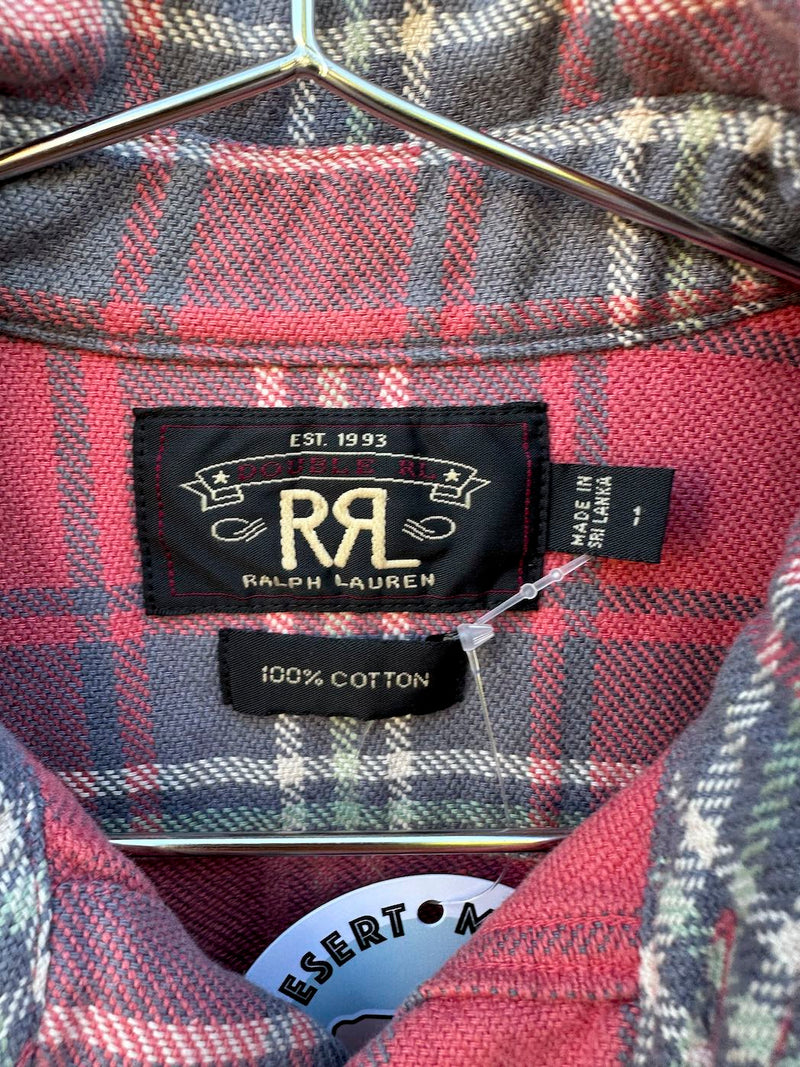 EST. 1993
DOUBLE RL
RRL
RALPH LAUREN
MADE IN
SRI LANKA
1
100% COTTON
ESERT